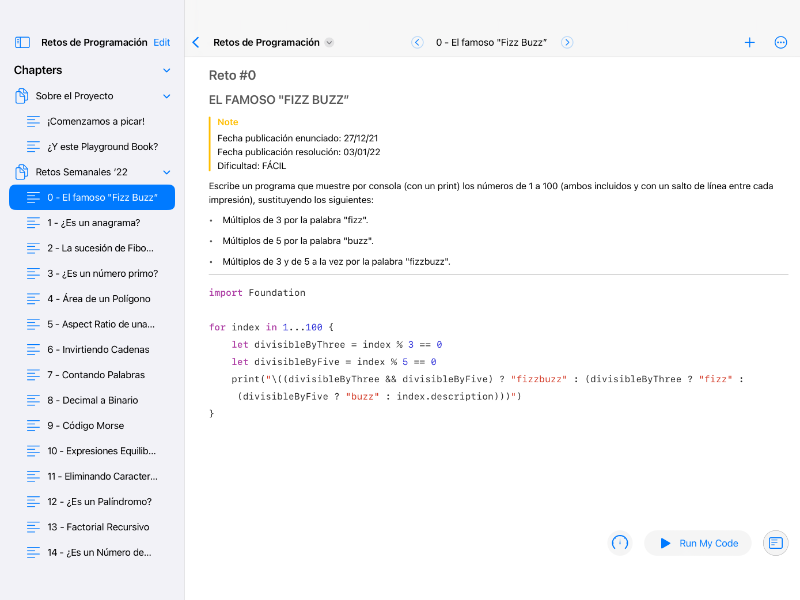 Retos de Programación Edit
Chapters
Sobre el Proyecto
¡Comenzamos a picar!
¿Y este Playground Book?
Retos Semanales '22
0 - El famoso "Fizz Buzz"
1 - ¿Es un anagrama?
2 - La sucesión de Fibo...
3 - ¿Es un número primo?
4 - Área de un Polígono
5 - Aspect Ratio de una...
6 - Invirtiendo Cadenas
7 - Contando Palabras
8 - Decimal a Binario
9 - Código Morse
10 - Expresiones Equilib...
11 - Eliminando Caracter...
12 - ¿Es un Palíndromo?
13 - Factorial Recursivo
14 - ¿Es un Número de...
Retos de Programación
0 - El famoso "Fizz Buzz"
Reto #0
EL FAMOSO "FIZZ BUZZ"
Note
Fecha publicación enunciado: 27/12/21
Fecha publicación resolución: 03/01/22
Dificultad: FÁCIL
Escribe un programa que muestre por consola (con un print) los números de 1 a 100 (ambos incluidos y con un salto de línea entre cada
impresión), sustituyendo los siguientes:
• Múltiplos de 3 por la palabra "fizz".
• Múltiplos de 5 por la palabra "buzz".
• Múltiplos de 3 y de 5 a la vez por la palabra "fizzbuzz".
import Foundation
for index in 1...100 {
let divisibleByThree = index % 3 == 0
let divisibleByFive = index % 5 == 0
print("\((divisibleByThree && divisibleByFive) ? "fizzbuzz" : (divisibleByThree ? "fizz" :
(divisibleByFive ? "buzz" : index.description)))")
}
Run My Code